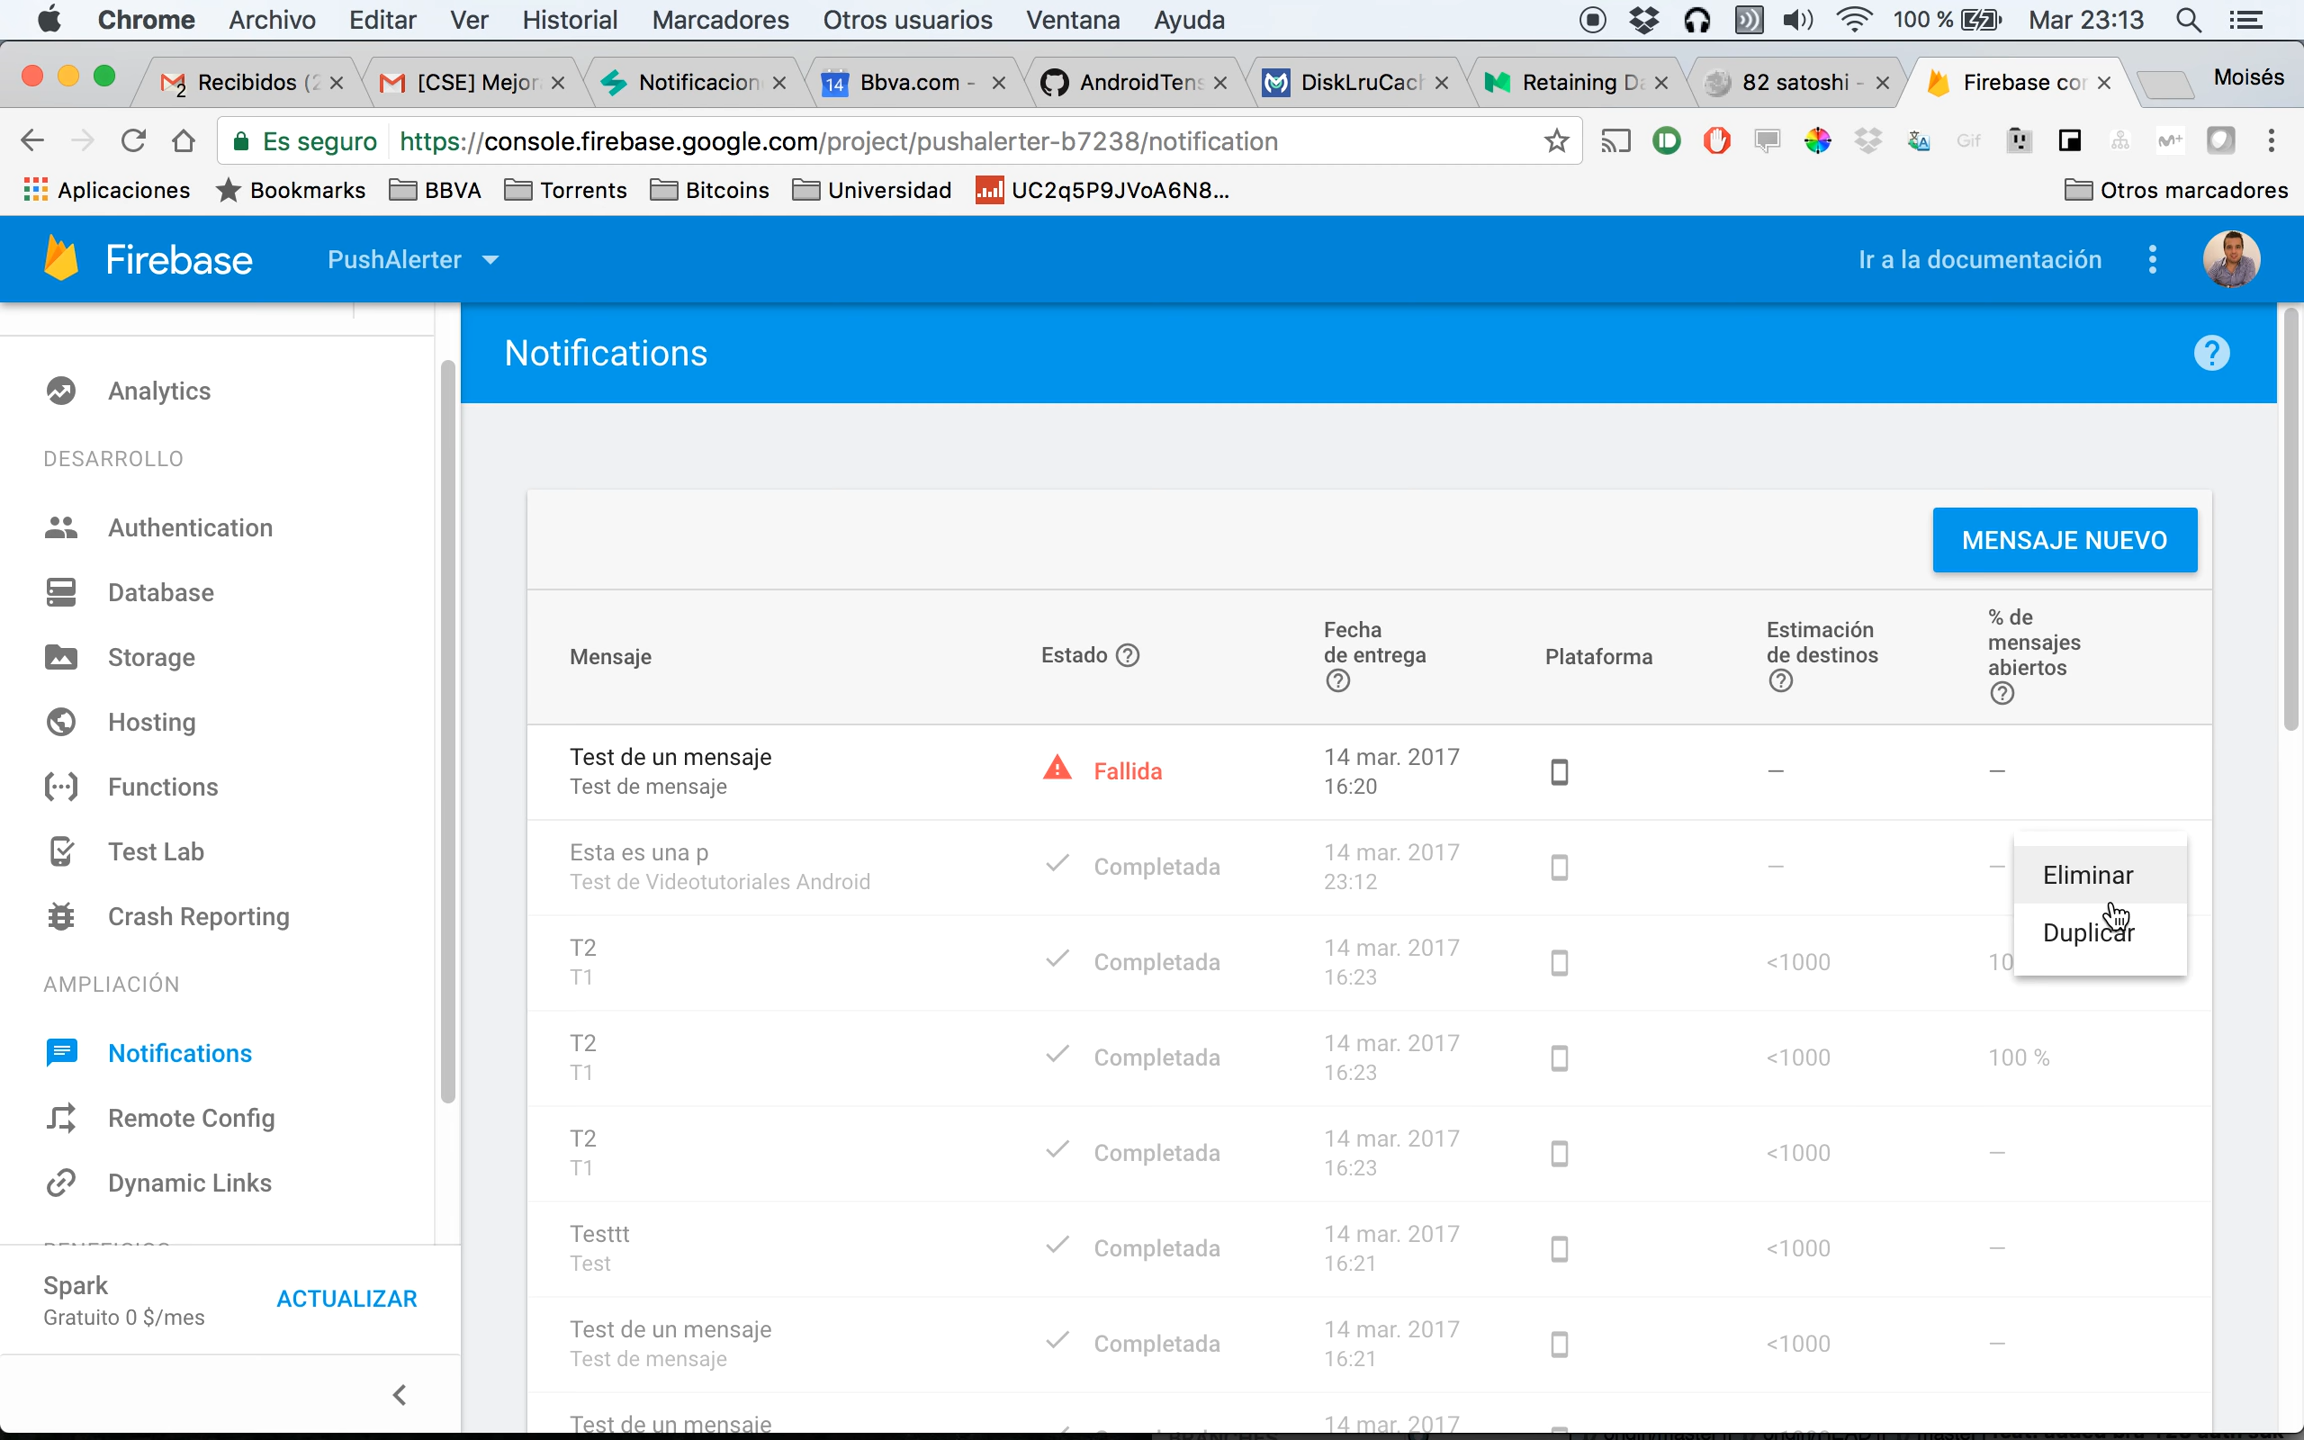 Chrome Archivo Editar Ver Historial Marcadores Otros usuarios Ventana Ayuda 100 % Mar 23:13
Recibidos (2 [CSE] Mejor Notificacion Bbva.com - AndroidTens DiskLruCach Retaining Da 82 satoshi - Firebase con Moisés
Es seguro https://console.firebase.google.com/project/pushalerter-b7238/notification
Aplicaciones Bookmarks BBVA Torrents Bitcoins Universidad UC2q5P9JVoA6N8... Otros marcadores
Firebase PushAlerter Ir a la documentación
Notifications
Analytics
DESARROLLO
Authentication
Database
Storage
Hosting
Functions
Test Lab
Crash Reporting
AMPLIACIÓN
Notifications
Remote Config
Dynamic Links
Spark
Gratuito 0 $/mes
ACTUALIZAR
MENSAJE NUEVO
Mensaje
Estado
Fecha
de entrega
Plataforma
Estimación
de destinos
% de
mensajes
abiertos
Test de un mensaje
Test de mensaje
Fallida
14 mar. 2017
16:20
–
–
Esta es una p
Test de Videotutoriales Android
Completada
14 mar. 2017
23:12
–
–
Eliminar
Duplicar
T2
T1
Completada
14 mar. 2017
16:23
<1000
10
T2
T1
Completada
14 mar. 2017
16:23
<1000
100 %
T2
T1
Completada
14 mar. 2017
16:23
<1000
–
Testtt
Test
Completada
14 mar. 2017
16:21
<1000
–
Test de un mensaje
Test de mensaje
Completada
14 mar. 2017
16:21
<1000
–
Test de un mensaje
14 mar. 2017